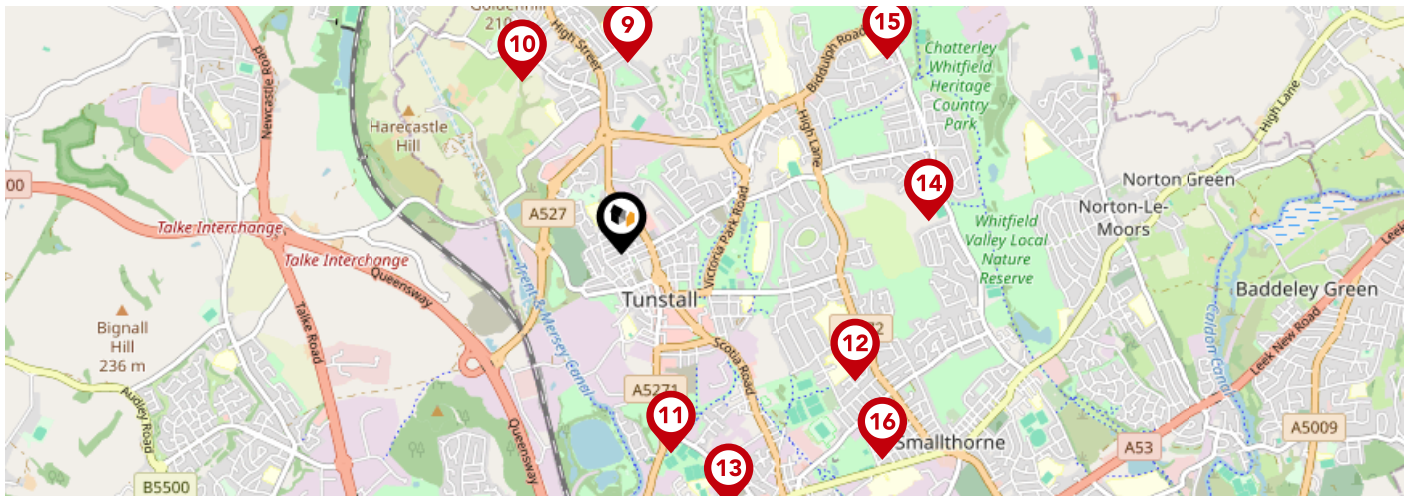 Goldenhill
210
9
10
15
High Street
Biddulph Road
Newcastle Road
Chatterley
Whitfield
Heritage
Country
Park
High Lane
Harecastle
Hill
High Lane
00
14
Norton Green
A527
Norton-Le-
Moors
Talke Interchange
Victoria Park Road
Whitfield
Valley Local
Nature
Reserve
Leek
Talke Interchange
Queensway
Trent & Mersey Canal
Tunstall
Baddeley Green
Caldon Canal
Bignall
Hill
236 m
Talke Road
72
12
Scotia Road
Leek New Road
A5271
Audley Road
11
16
Smallthorne
A53
A5009
Queensway
13
B5500